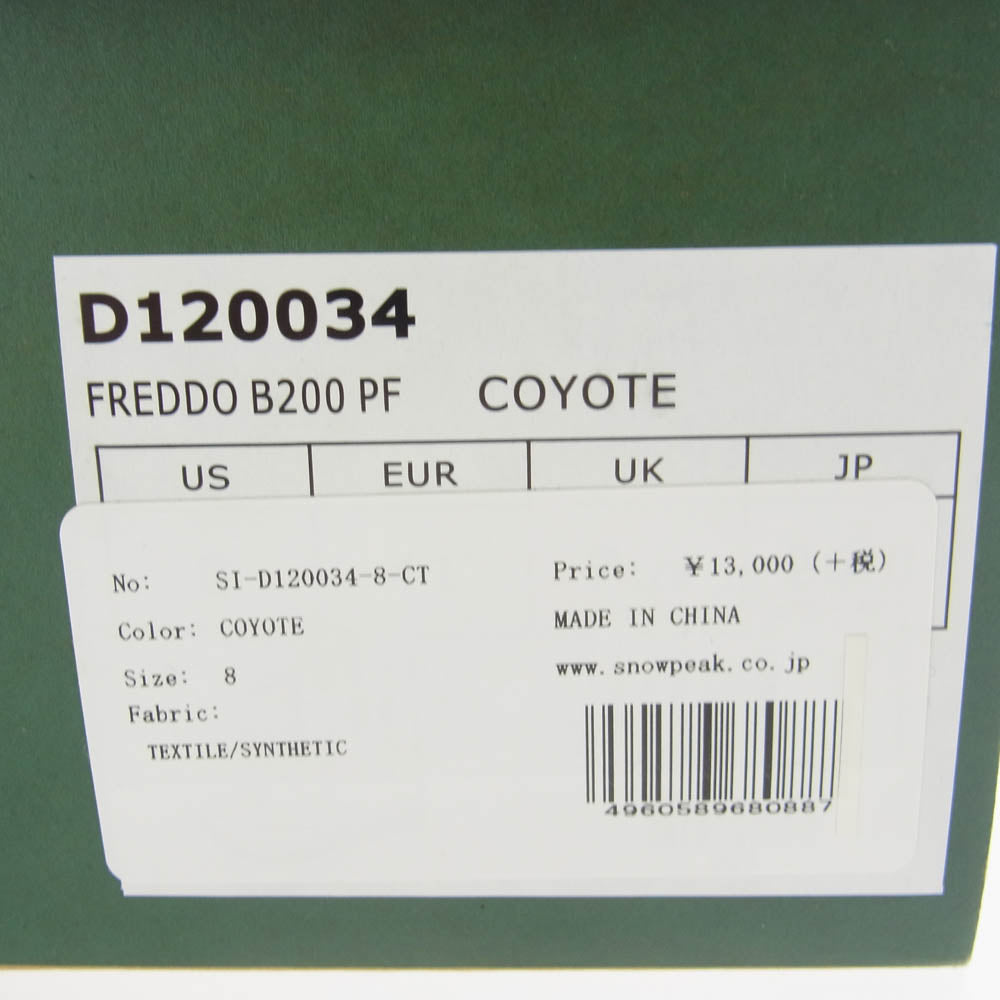 D120034
FREDDO B200 PF COYOTE
US EUR UK JP
No: SI-D120034-8-CT
Color: COYOTE
Size: 8
Fabric:
TEXTILE/SYNTHETIC
Price: ¥13,000 (+税)
MADE IN CHINA
www.snowpeak.co.jp
4960589680887